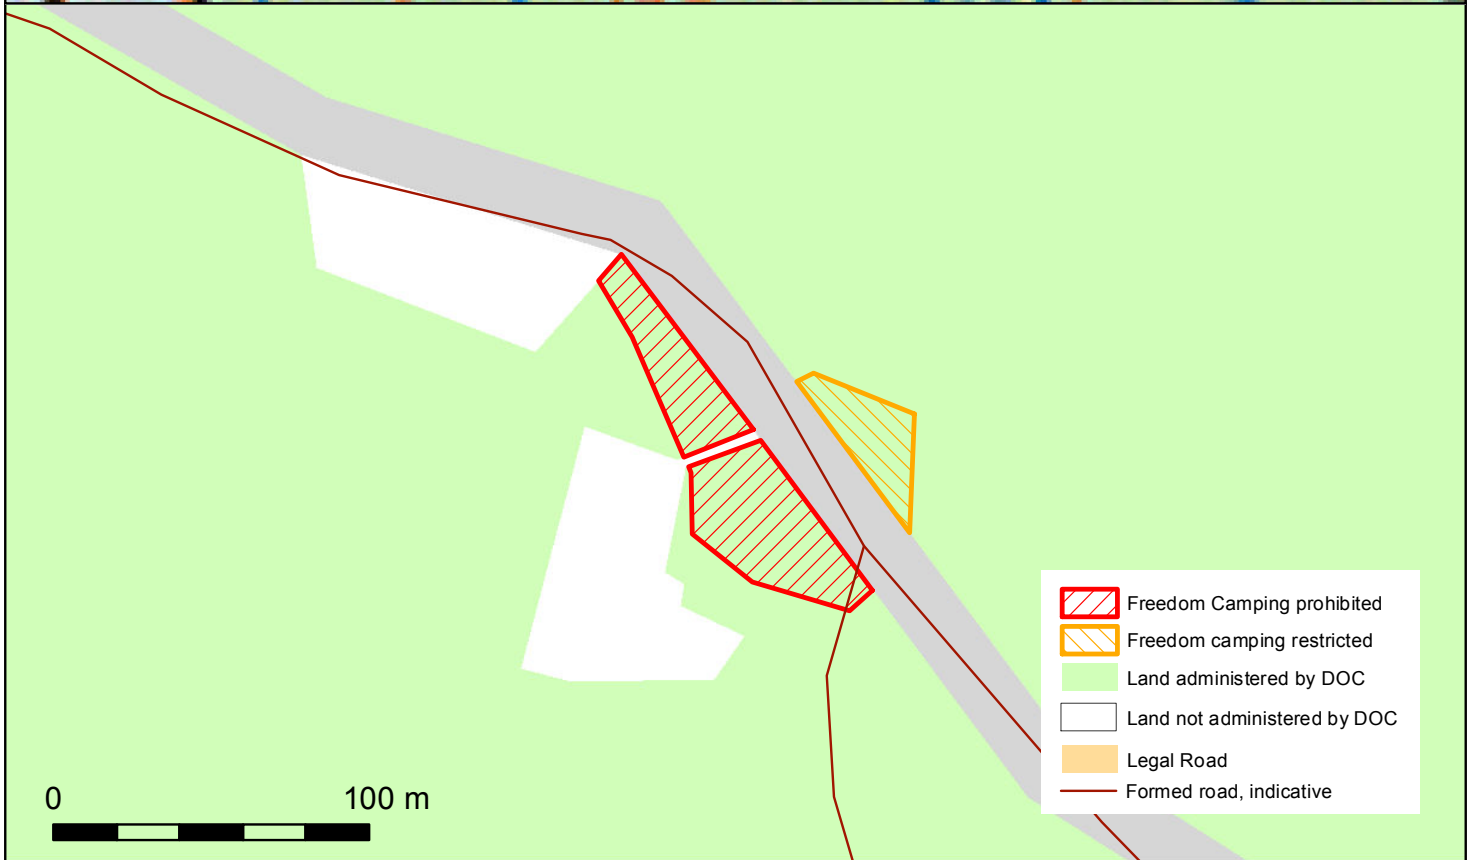 Freedom Camping prohibited
Freedom camping restricted
Land administered by DOC
Land not administered by DOC
Legal Road
Formed road, indicative
0 100 m